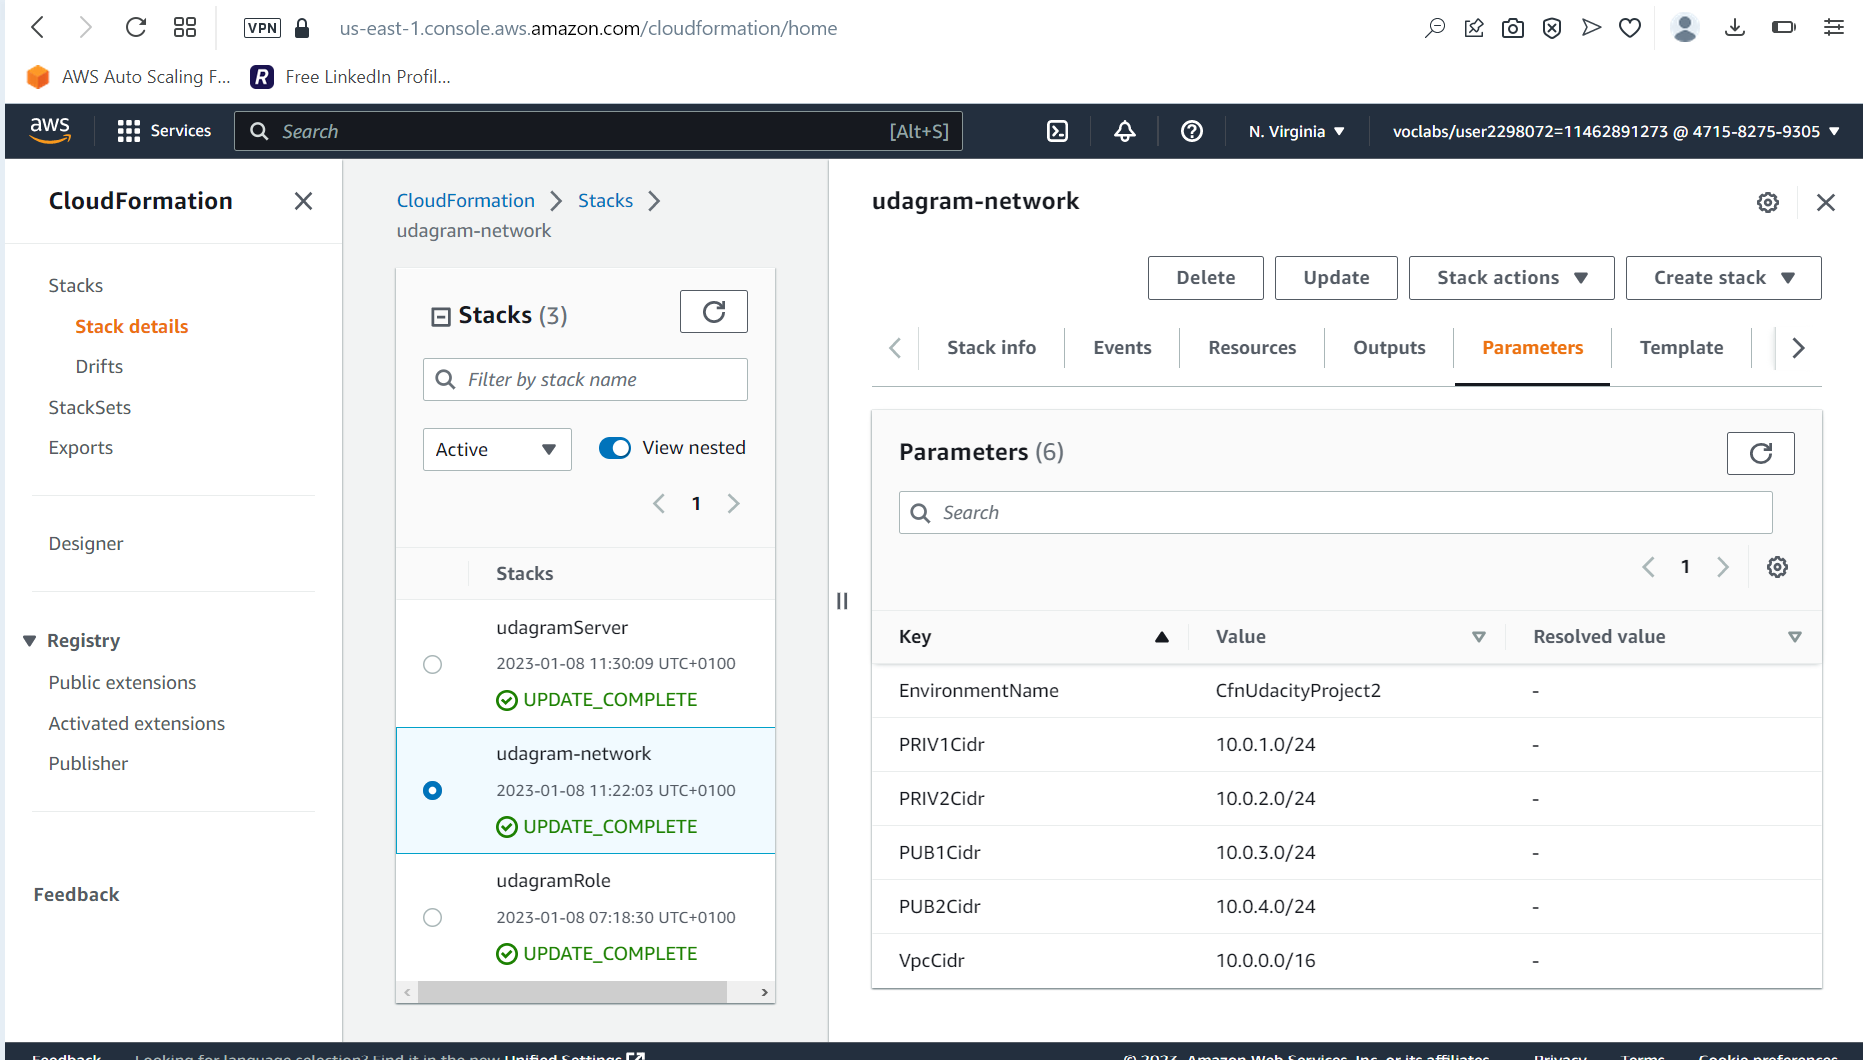 VPN us-east-1.console.aws.amazon.com/cloudformation/home
AWS Auto Scaling F... R Free LinkedIn Profil...
aws Services Search [Alt+S] N. Virginia voclabs/user2298072=11462891273 @ 4715-8275-9305
CloudFormation
Stacks
Stack details
Drifts
StackSets
Exports
Designer
Registry
Public extensions
Activated extensions
Publisher
Feedback
CloudFormation Stacks
udagram-network
Stacks (3)
Filter by stack name
Active View nested
1
Stacks
udagramServer
2023-01-08 11:30:09 UTC+0100
UPDATE_COMPLETE
udagram-network
2023-01-08 11:22:03 UTC+0100
UPDATE_COMPLETE
udagramRole
2023-01-08 07:18:30 UTC+0100
UPDATE_COMPLETE
udagram-network
Delete Update Stack actions Create stack
Stack info Events Resources Outputs Parameters Template
Parameters (6)
Search
1
Key Value Resolved value
EnvironmentName CfnUdacityProject2 -
PRIV1Cidr 10.0.1.0/24 -
PRIV2Cidr 10.0.2.0/24 -
PUB1Cidr 10.0.3.0/24 -
PUB2Cidr 10.0.4.0/24 -
VpcCidr 10.0.0.0/16 -
Feedback Looking for language selection? Find it in the new Unified Settings © 2023, Amazon Web Services, Inc. or its affiliates. Privacy Terms Cookie preferences